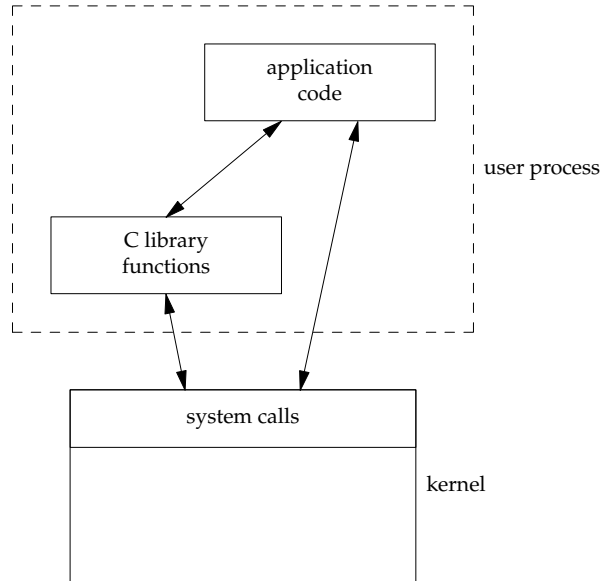 application
code
user process
C library
functions
system calls
kernel